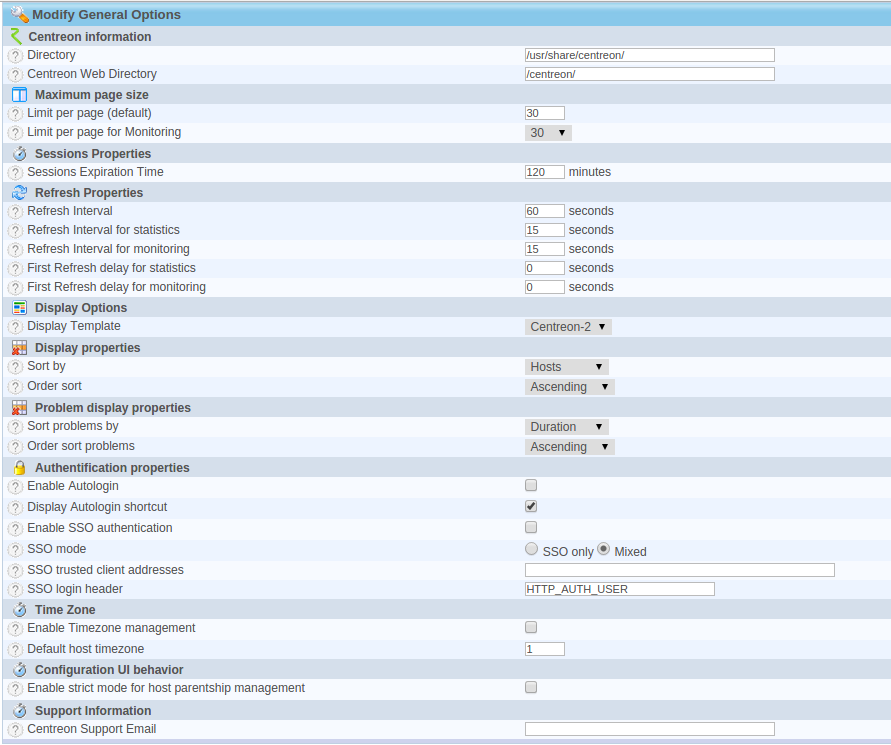 Modify General Options
Centreon information
? Directory /usr/share/centreon/
? Centreon Web Directory /centreon/
Maximum page size
? Limit per page (default) 30
? Limit per page for Monitoring 30 ▼
Sessions Properties
? Sessions Expiration Time 120 minutes
Refresh Properties
? Refresh Interval 60 seconds
? Refresh Interval for statistics 15 seconds
? Refresh Interval for monitoring 15 seconds
? First Refresh delay for statistics 0 seconds
? First Refresh delay for monitoring 0 seconds
Display Options
? Display Template Centreon-2 ▼
Display properties
? Sort by Hosts ▼
? Order sort Ascending ▼
Problem display properties
? Sort problems by Duration ▼
? Order sort problems Ascending ▼
Authentification properties
? Enable Autologin
? Display Autologin shortcut
? Enable SSO authentication
? SSO mode SSO only Mixed
? SSO trusted client addresses
? SSO login header HTTP_AUTH_USER
Time Zone
? Enable Timezone management
? Default host timezone 1
Configuration UI behavior
? Enable strict mode for host parentship management
Support Information
? Centreon Support Email